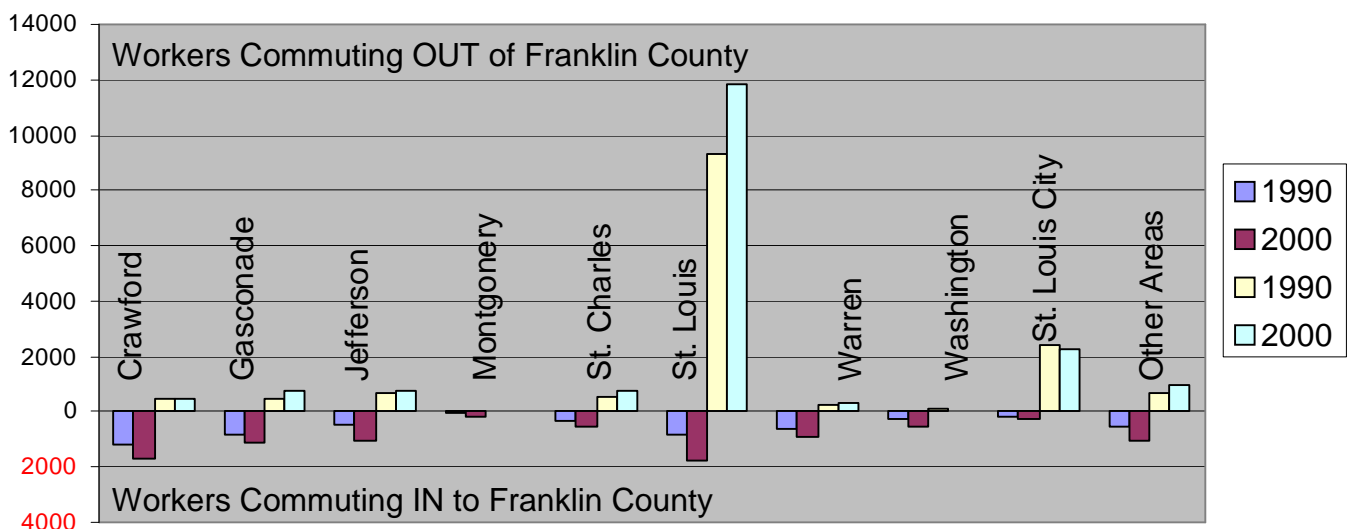 14000
Workers Commuting OUT of Franklin County
12000
10000
8000
6000
4000
2000
0
2000
4000
Crawford
Gasconade
Jefferson
Montgonery
St. Charles
St. Louis
Warren
Washington
St. Louis City
Other Areas
Workers Commuting IN to Franklin County
1990
2000
1990
2000